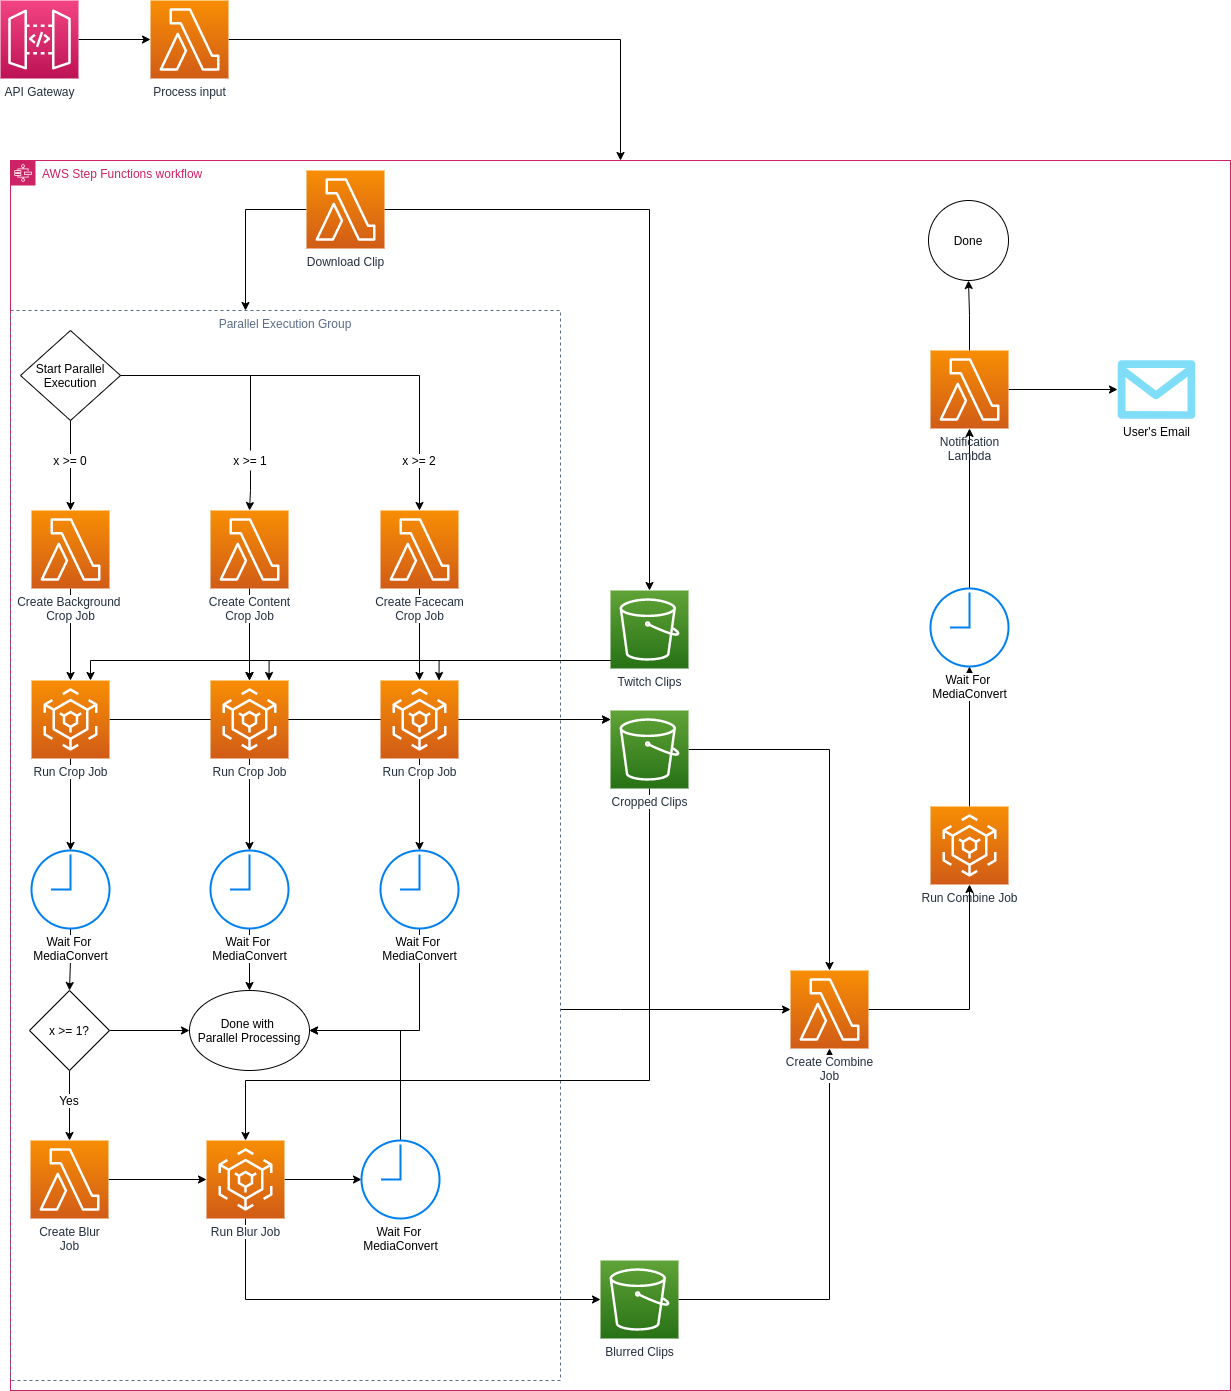 API Gateway
Process input
AWS Step Functions workflow
Download Clip
Done
Parallel Execution Group
Start Parallel
Execution
x >= 0
x >= 1
x >= 2
Notification
Lambda
User's Email
Create Background
Crop Job
Create Content
Crop Job
Create Facecam
Crop Job
Twitch Clips
Wait For
MediaConvert
Run Crop Job
Run Crop Job
Run Crop Job
Cropped Clips
Run Combine Job
Wait For
MediaConvert
Wait For
MediaConvert
Wait For
MediaConvert
x >= 1?
Done with
Parallel Processing
Create Combine
Job
Yes
Create Blur
Job
Run Blur Job
Wait For
MediaConvert
Blurred Clips